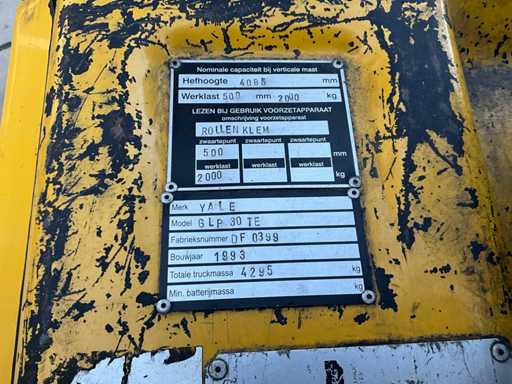 Nominale capaciteit bij verticale mast
Hefhoogte 4085 mm
Werklast 500 mm - 2000 kg
LEZEN BIJ GEBRUIK VOORZETAPPARAAT
omschrijving voorzetapparaat
ROLLEN KLEM
zwaartepunt zwaartepunt zwaartepunt
500 mm
werklast werklast werklast
2000 kg
Merk YALE
Model GLP 30 TE
Fabrieksnummer DF 0399
Bouwjaar 1993
Totale truckmassa 4295 kg
Min. batterijmassa kg